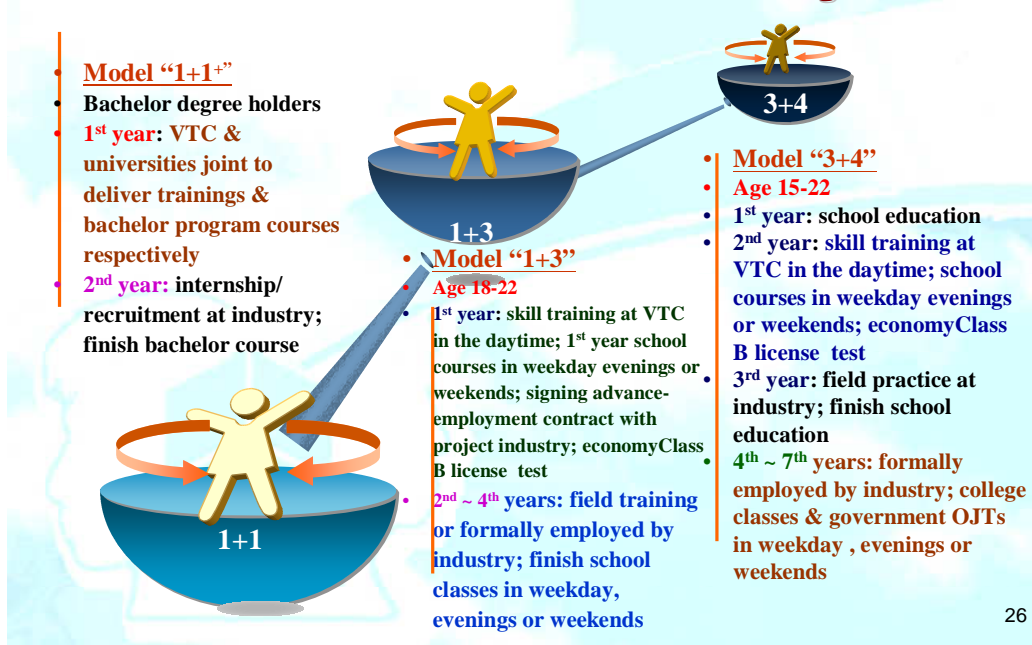 Model “1+1+”
Bachelor degree holders
1st year: VTC &
universities joint to
deliver trainings &
bachelor program courses
respectively
2nd year: internship/
recruitment at industry;
finish bachelor course
1+1
1+3
Model “1+3”
Age 18-22
1st year: skill training at VTC
in the daytime; 1st year school
courses in weekday evenings or
weekends; signing advance-
employment contract with
project industry; economyClass
B license test
2nd ~ 4th years: field training
or formally employed by
industry; finish school
classes in weekday,
evenings or weekends
3+4
Model “3+4”
Age 15-22
1st year: school education
2nd year: skill training at
VTC in the daytime; school
courses in weekday evenings
or weekends; economyClass
B license test
3rd year: field practice at
industry; finish school
education
4th ~ 7th years: formally
employed by industry; college
classes & government OJTs
in weekday , evenings or
weekends
26